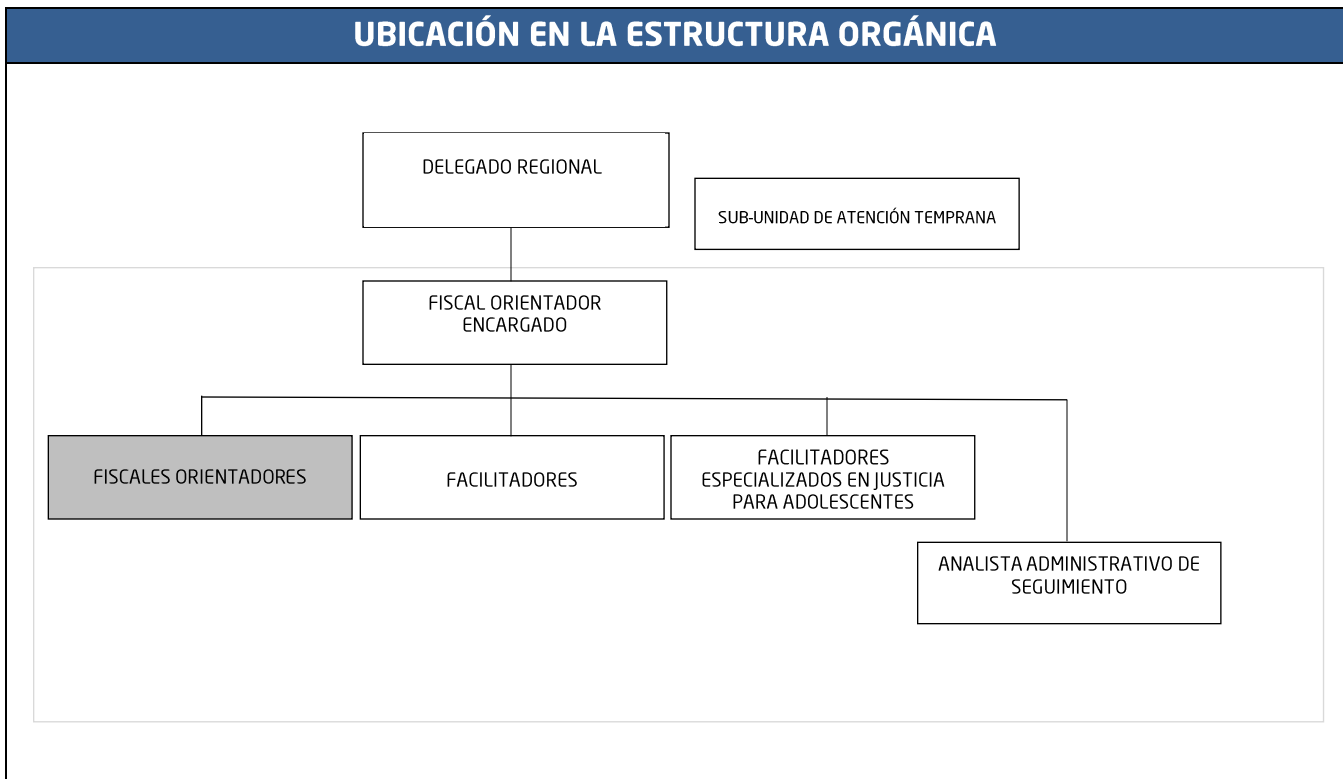 UBICACIÓN EN LA ESTRUCTURA ORGÁNICA
DELEGADO REGIONAL
SUB-UNIDAD DE ATENCIÓN TEMPRANA
FISCAL ORIENTADOR
ENCARGADO
FISCALES ORIENTADORES
FACILITADORES
FACILITADORES
ESPECIALIZADOS EN JUSTICIA
PARA ADOLESCENTES
ANALISTA ADMINISTRATIVO DE
SEGUIMIENTO